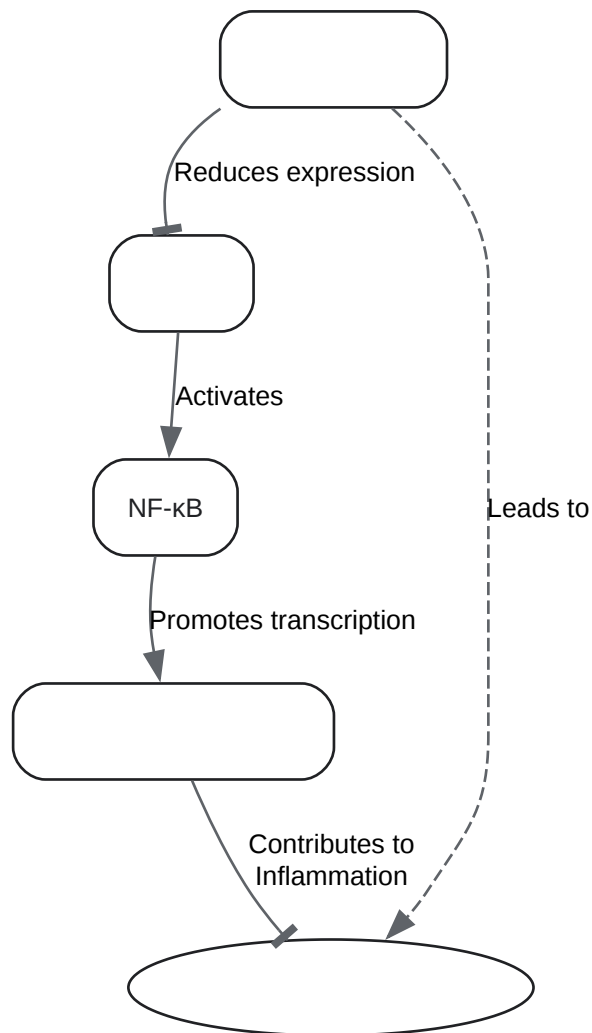 Reduces expression
Activates
NF-κB
Leads to
Promotes transcription
Contributes to
Inflammation